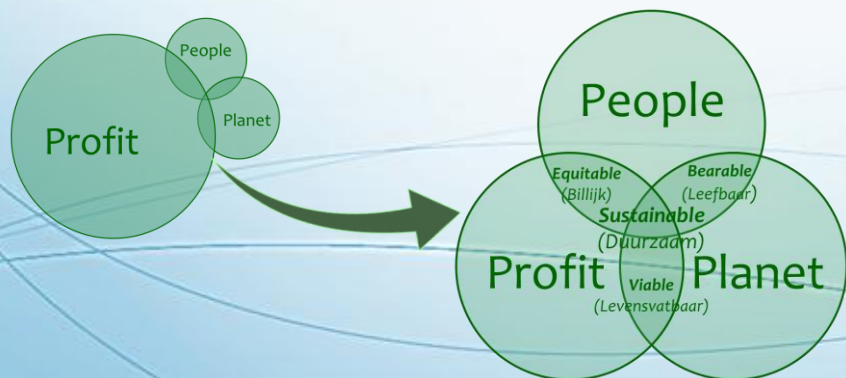 People
Profit
Planet
People
Equitable
(Billijk)
Bearable
(Leefbaar)
Sustainable
(Duurzaam)
Profit
Planet
Viable
(Levensvatbaar)